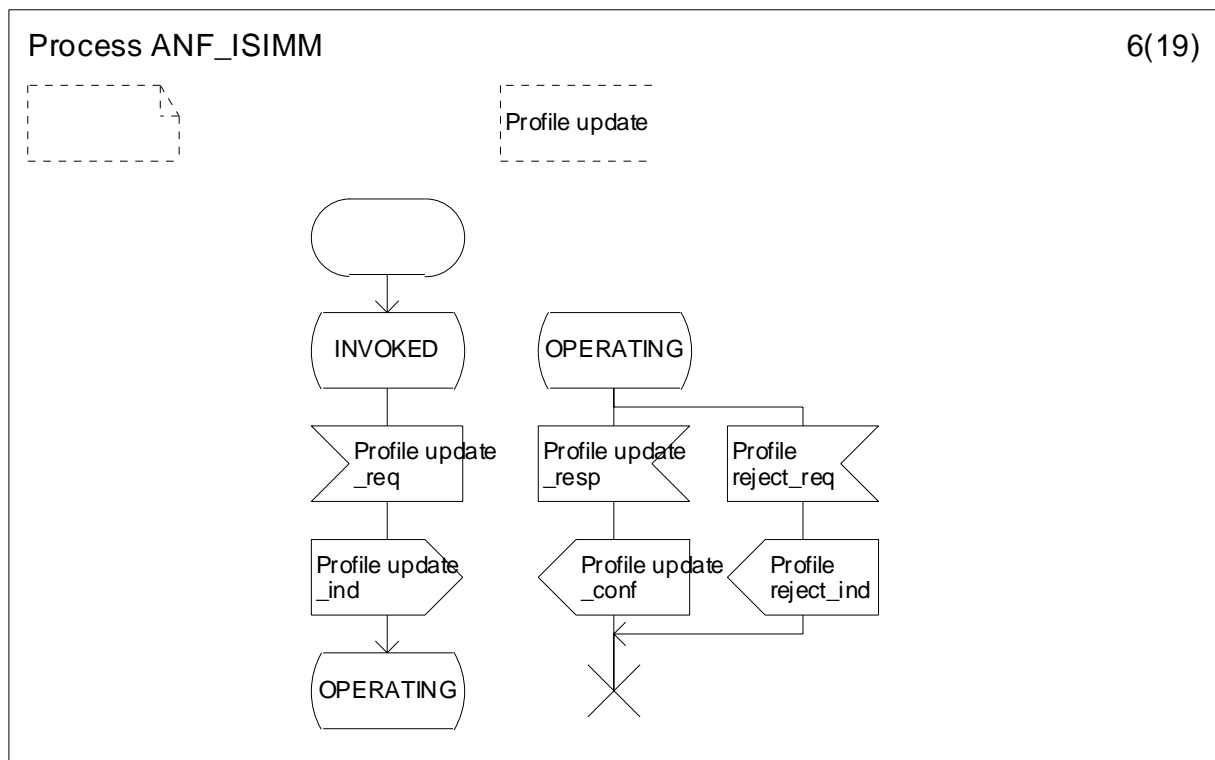 Process ANF_ISIMM
6(19)
Profile update
INVOKED
OPERATING
Profile update
_req
Profile update
_resp
Profile
reject_req
Profile update
_ind
Profile update
_conf
Profile
reject_ind
OPERATING